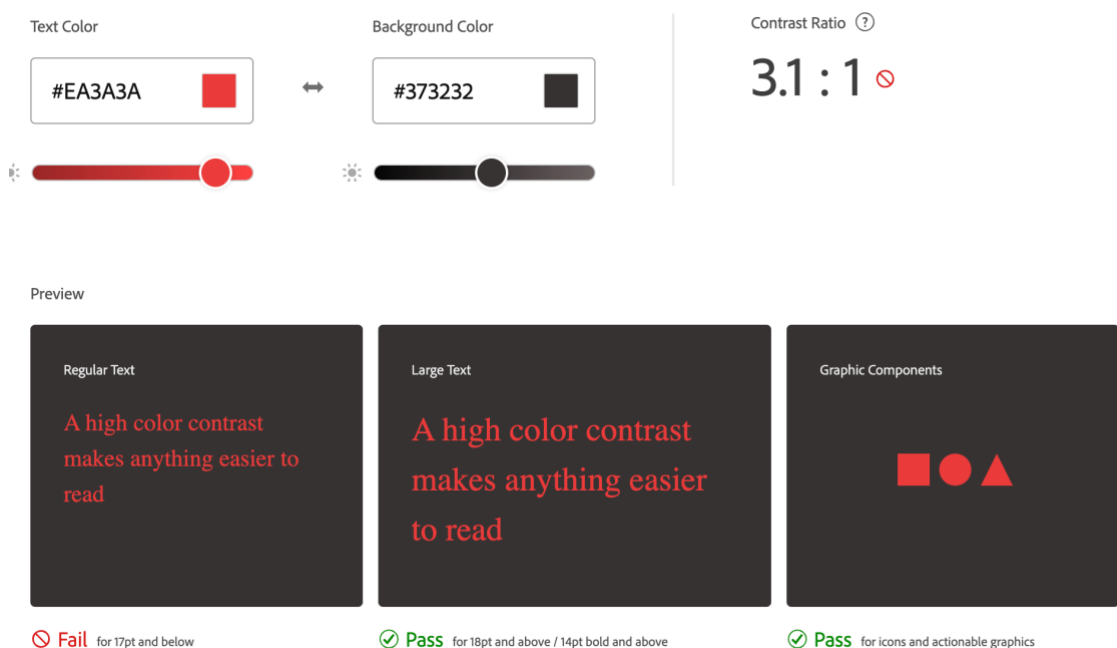 Text Color
Background Color
Contrast Ratio ?
#EA3A3A
#373232
3.1 : 1
Preview
Regular Text
A high color contrast
makes anything easier to
read
Large Text
A high color contrast
makes anything easier
to read
Graphic Components
Fail for 17pt and below
Pass for 18pt and above / 14pt bold and above
Pass for icons and actionable graphics